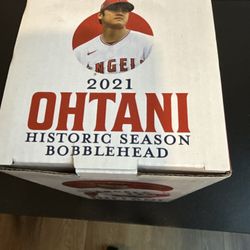 ANGELS
2021
OHTANI
HISTORIC SEASON
BOBBLEHEAD